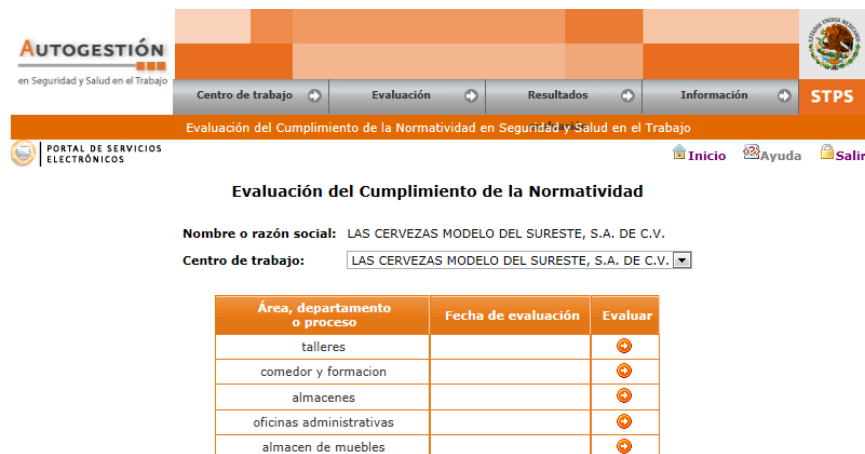 AUTOGESTIÓN
en Seguridad y Salud en el Trabajo
Centro de trabajo
Evaluación
Resultados
Información
STPS
Evaluación del Cumplimiento de la Normatividad en Seguridad y Salud en el Trabajo
PORTAL DE SERVICIOS
ELECTRÓNICOS
Inicio
Ayuda
Salir
Evaluación del Cumplimiento de la Normatividad
Nombre o razón social: LAS CERVEZAS MODELO DEL SURESTE, S.A. DE C.V.
Centro de trabajo: LAS CERVEZAS MODELO DEL SURESTE, S.A. DE C.V.
Área, departamento
o proceso
Fecha de evaluación
Evaluar
talleres
comedor y formacion
almacenes
oficinas administrativas
almacen de muebles